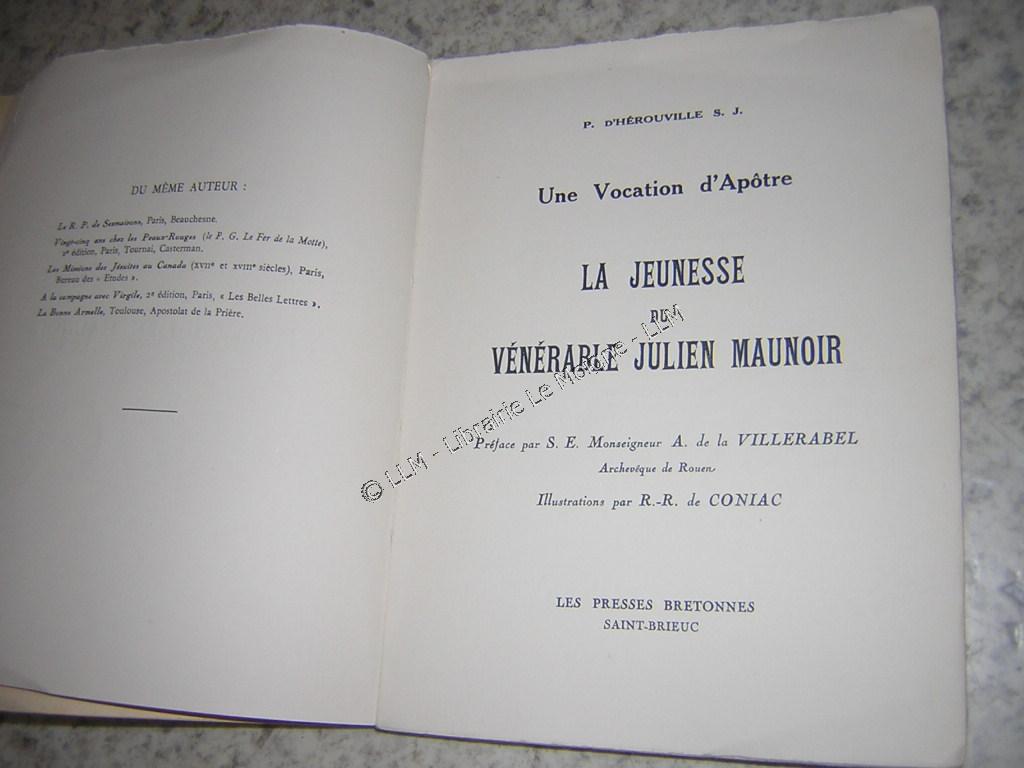 DU MÊME AUTEUR :
Le R. P. de Sesmaisons, Paris, Beauchesne.
Vingt-cinq ans chez les Peaux-Rouges (le P. G. Le Fer de la Motte),
2e édition, Paris, Tournai, Casterman.
Les Missions des Jésuites au Canada (XVIIe et XVIIIe siècles), Paris,
Bureau des « Etudes ».
A la campagne avec Virgile, 2e édition, Paris, « Les Belles Lettres ».
La Bonne Armelle, Toulouse, Apostolat de la Prière.
P. D'HÉROUVILLE S. J.
Une Vocation d'Apôtre
LA JEUNESSE
DU
VÉNÉRABLE JULIEN MAUNOIR
Préface par S. E. Monseigneur A. de la VILLERABEL
Archevêque de Rouen
Illustrations par R.-R. de CONIAC
LES PRESSES BRETONNES
SAINT-BRIEUC
© LLM - Librairie Le Molène - LLM